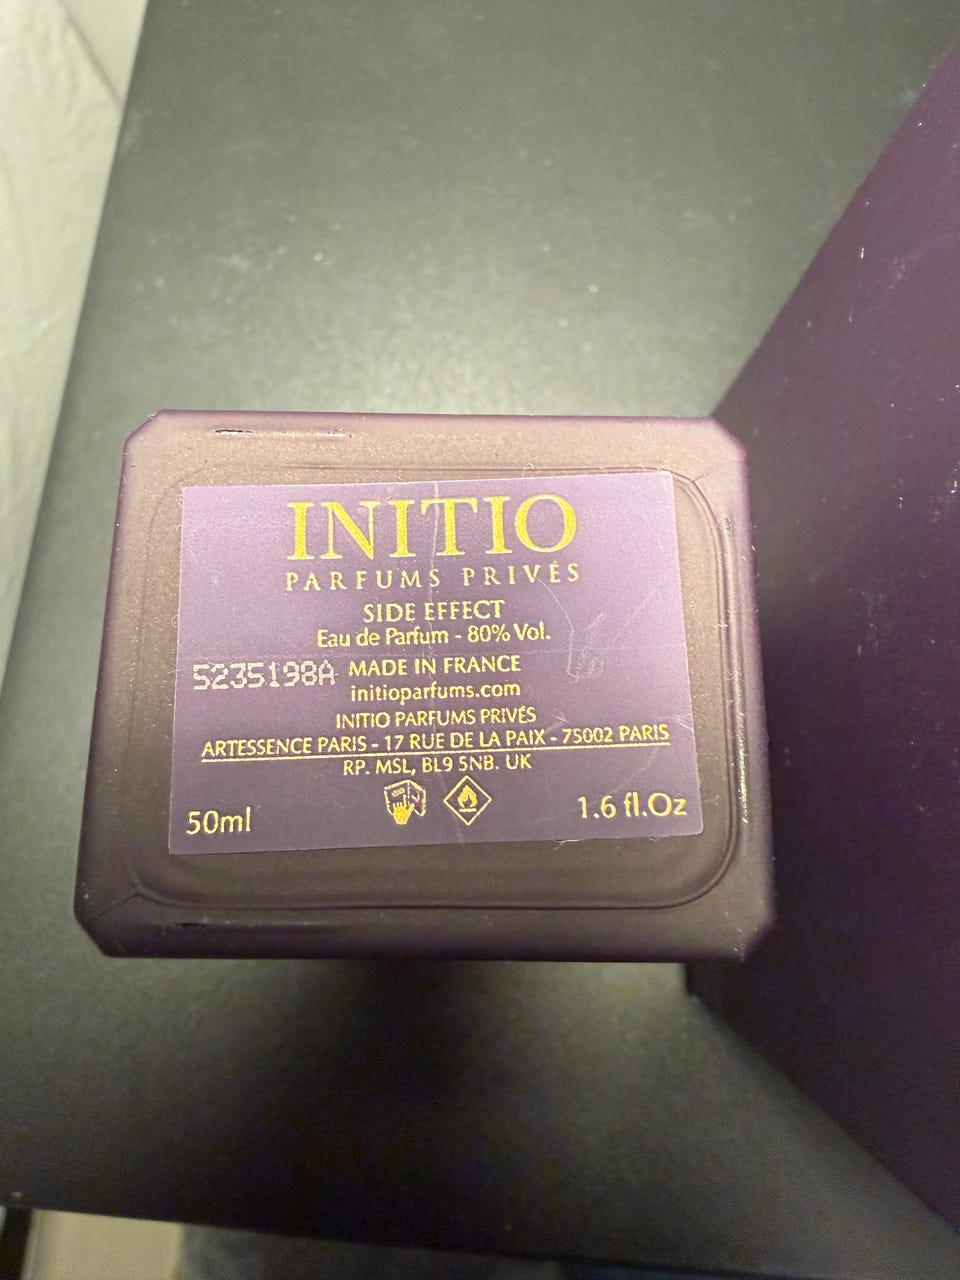 INITIO
PARFUMS PRIVÉS
SIDE EFFECT
Eau de Parfum - 80% Vol.
5235198A MADE IN FRANCE
initioparfums.com
INITIO PARFUMS PRIVÉS
ARTESSENCE PARIS - 17 RUE DE LA PAIX - 75002 PARIS
RP. MSL, BL9 5NB. UK
50ml 1.6 fl.Oz